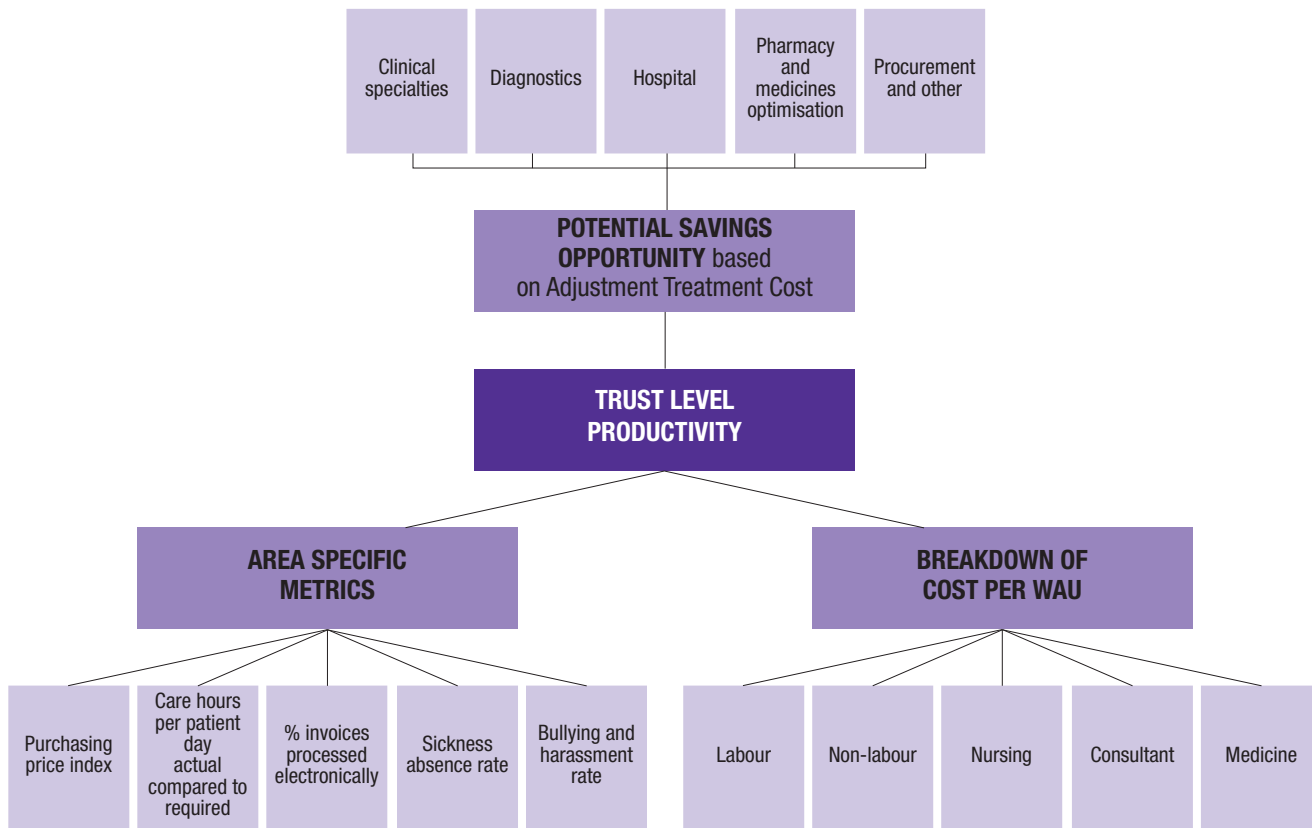 Clinical
specialties
Diagnostics
Hospital
Pharmacy
and
medicines
optimisation
Procurement
and other
POTENTIAL SAVINGS
OPPORTUNITY based
on Adjustment Treatment Cost
TRUST LEVEL
PRODUCTIVITY
AREA SPECIFIC
METRICS
BREAKDOWN OF
COST PER WAU
Purchasing
price index
Care hours
per patient
day
actual
compared to
required
% invoices
processed
electronically
Sickness
absence rate
Bullying and
harassment
rate
Labour
Non-labour
Nursing
Consultant
Medicine